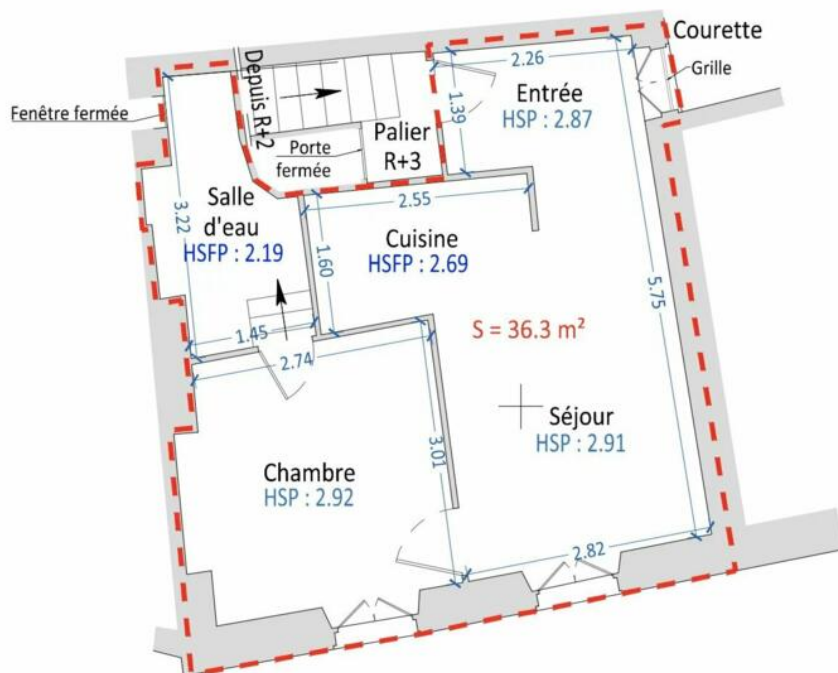 Courette
Grille
2.26
Entrée
HSP : 2.87
Depuis R+2
Fenêtre fermée
1.39
Palier
R+3
Porte
fermée
2.55
Salle
d'eau
HSFP : 2.19
3.22
Cuisine
HSFP : 2.69
1.60
5.75
S = 36.3 m²
1.45
2.74
Séjour
HSP : 2.91
3.01
Chambre
HSP : 2.92
2.82